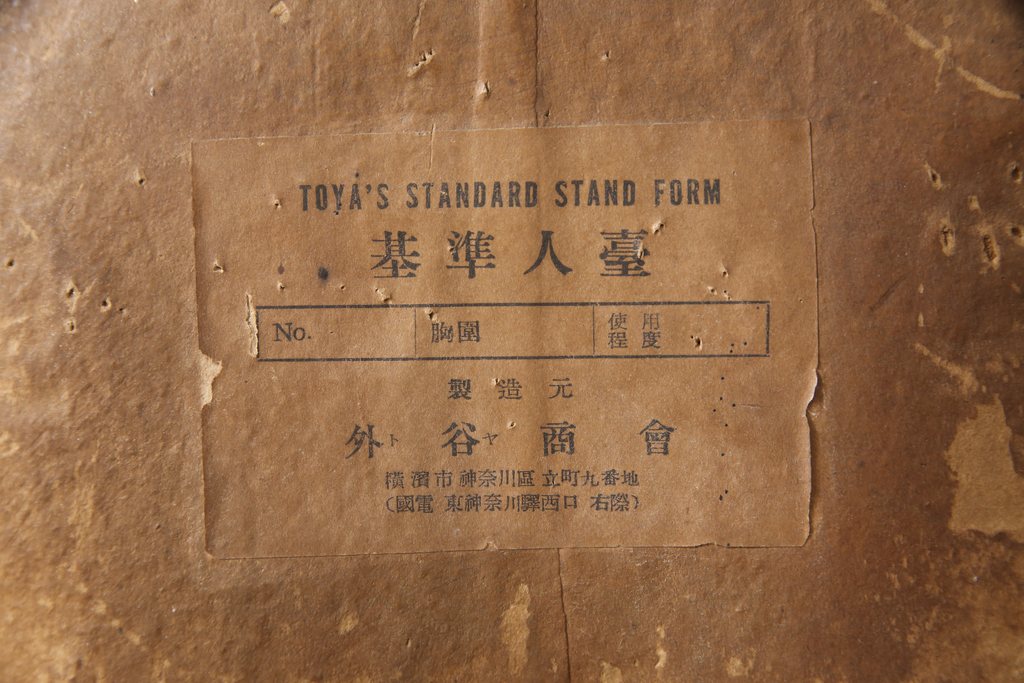 TOYA'S STANDARD STAND FORM
基準人臺
No. 胸圍 使用程度
製造元
外ト谷ヤ商會
橫濱市神奈川區立町九番地
(國電 東神奈川驛西口 右際)